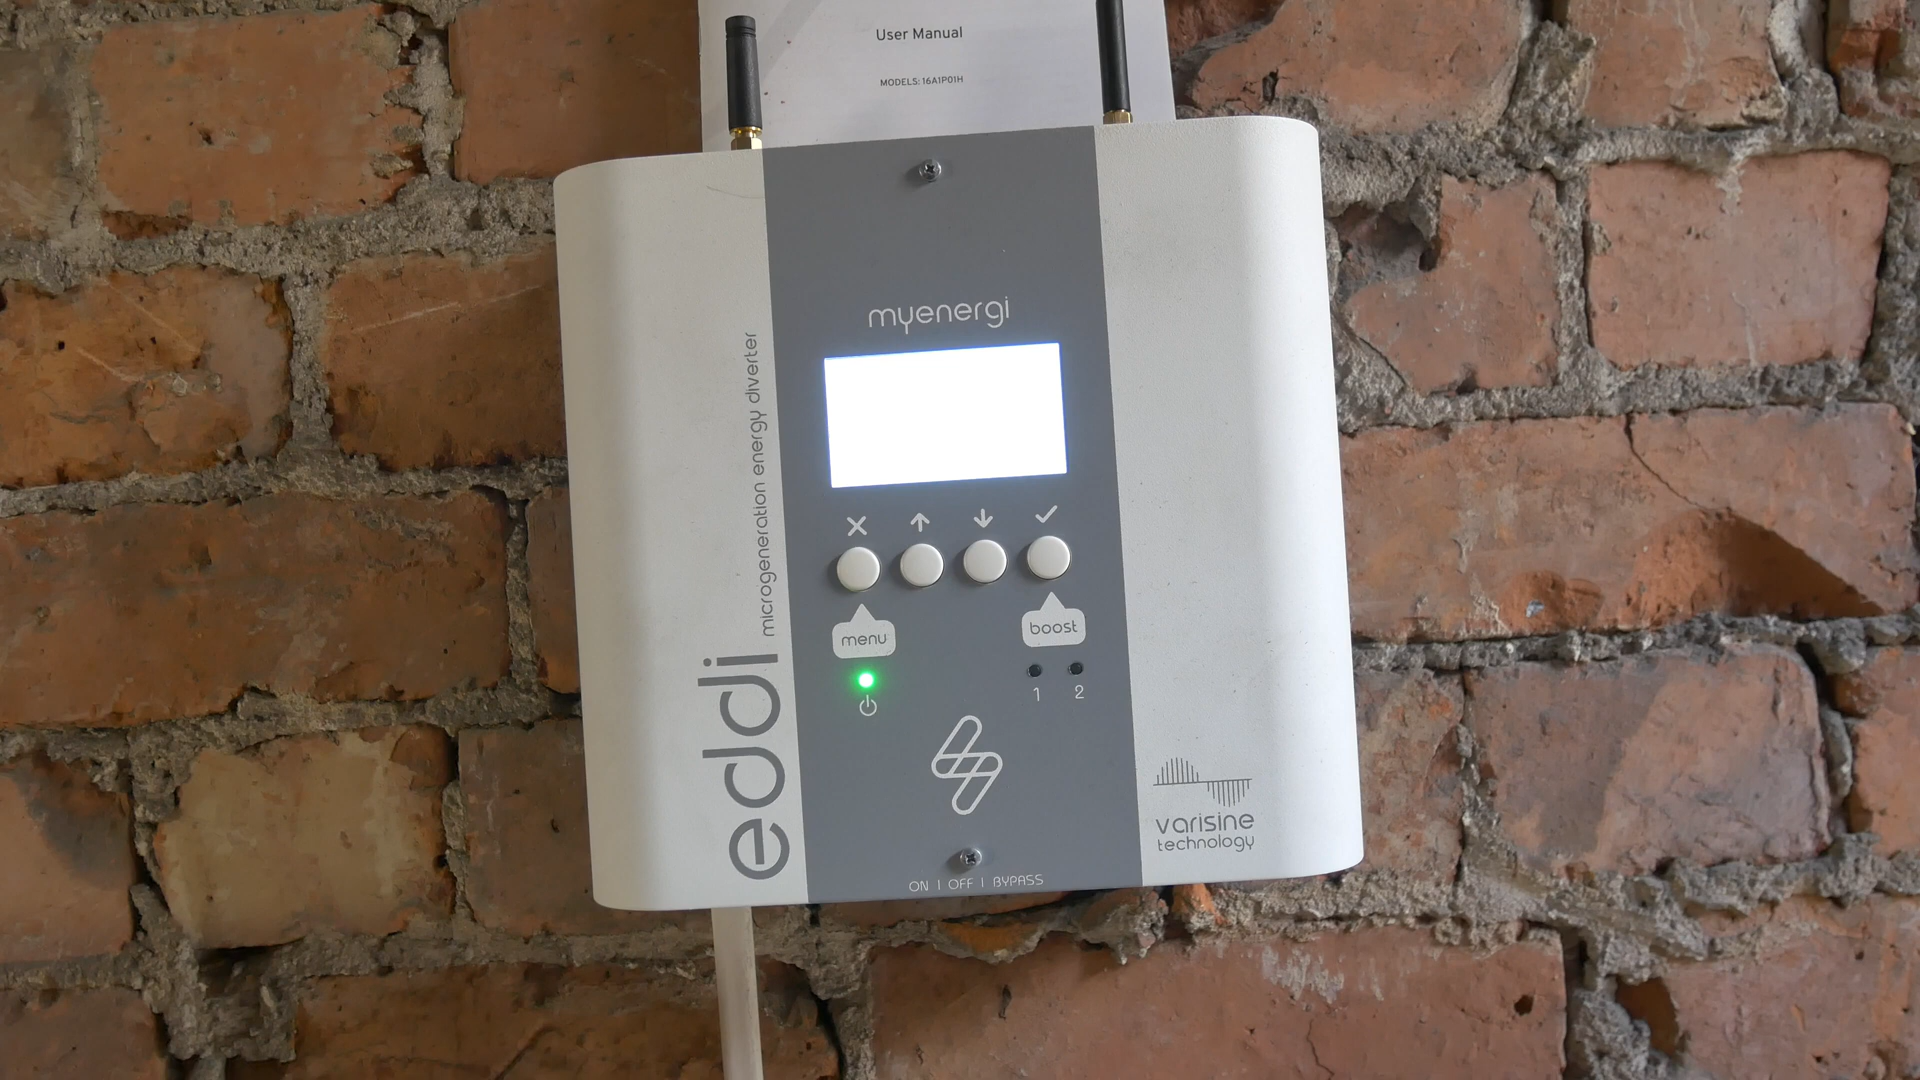 User Manual
MODELS: 16A1P01H
myenergi
eddi
microgeneration energy diverter
menu
boost
1 2
varisine
technology
ON | OFF | BYPASS